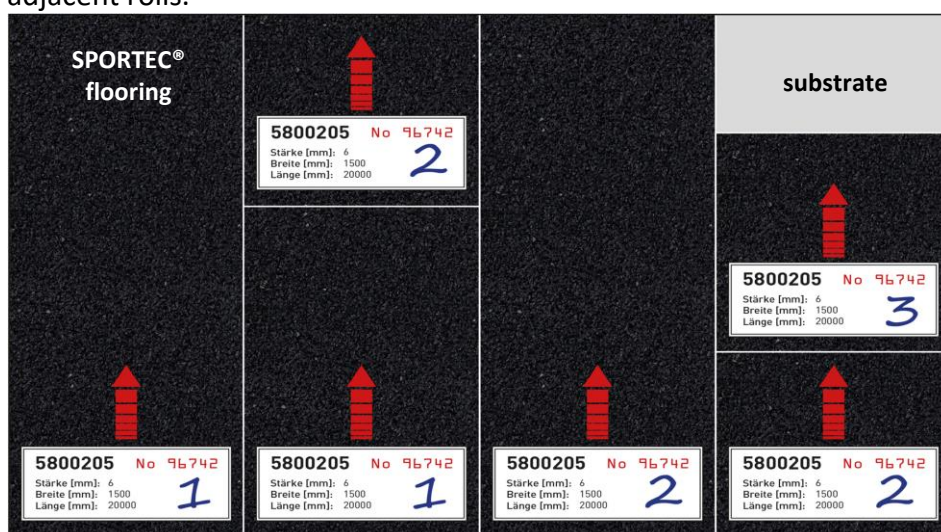 adjacent rolls.
SPORTEC®
flooring
substrate
5800205 No 96742
Stärke [mm]: 6
Breite [mm]: 1500
Länge [mm]: 20000
2
5800205 No 96742
Stärke [mm]: 6
Breite [mm]: 1500
Länge [mm]: 20000
3
5800205 No 96742
Stärke [mm]: 6
Breite [mm]: 1500
Länge [mm]: 20000
1
5800205 No 96742
Stärke [mm]: 6
Breite [mm]: 1500
Länge [mm]: 20000
1
5800205 No 96742
Stärke [mm]: 6
Breite [mm]: 1500
Länge [mm]: 20000
2
5800205 No 96742
Stärke [mm]: 6
Breite [mm]: 1500
Länge [mm]: 20000
2